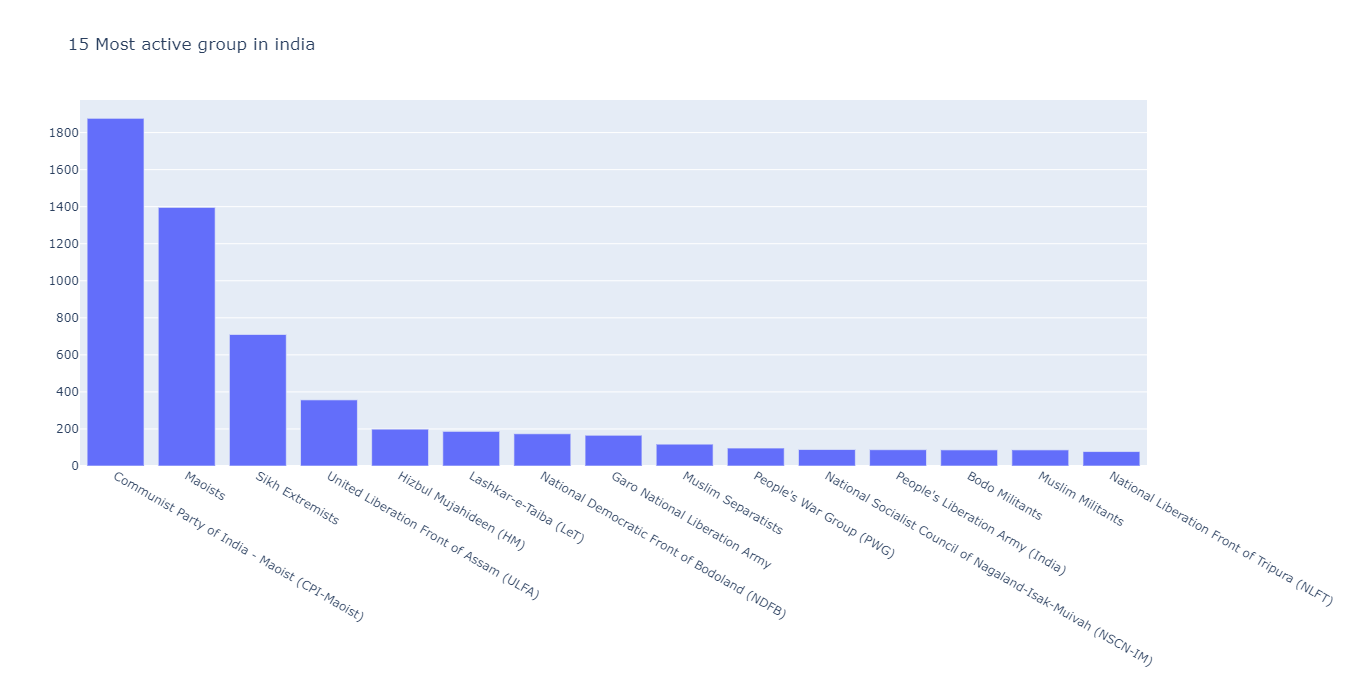 15 Most active group in india
1800
1600
1400
1200
1000
800
600
400
200
0
Communist Party of India - Maoist (CPI-Maoist)
Maoists
Sikh Extremists
United Liberation Front of Assam (ULFA)
Hizbul Mujahideen (HM)
Lashkar-e-Taiba (LeT)
National Democratic Front of Bodoland (NDFB)
Garo National Liberation Army
Muslim Separatists
People's War Group (PWG)
National Socialist Council of Nagaland-Isak-Muivah (NSCN-IM)
People's Liberation Army (India)
Bodo Militants
Muslim Militants
National Liberation Front of Tripura (NLFT)